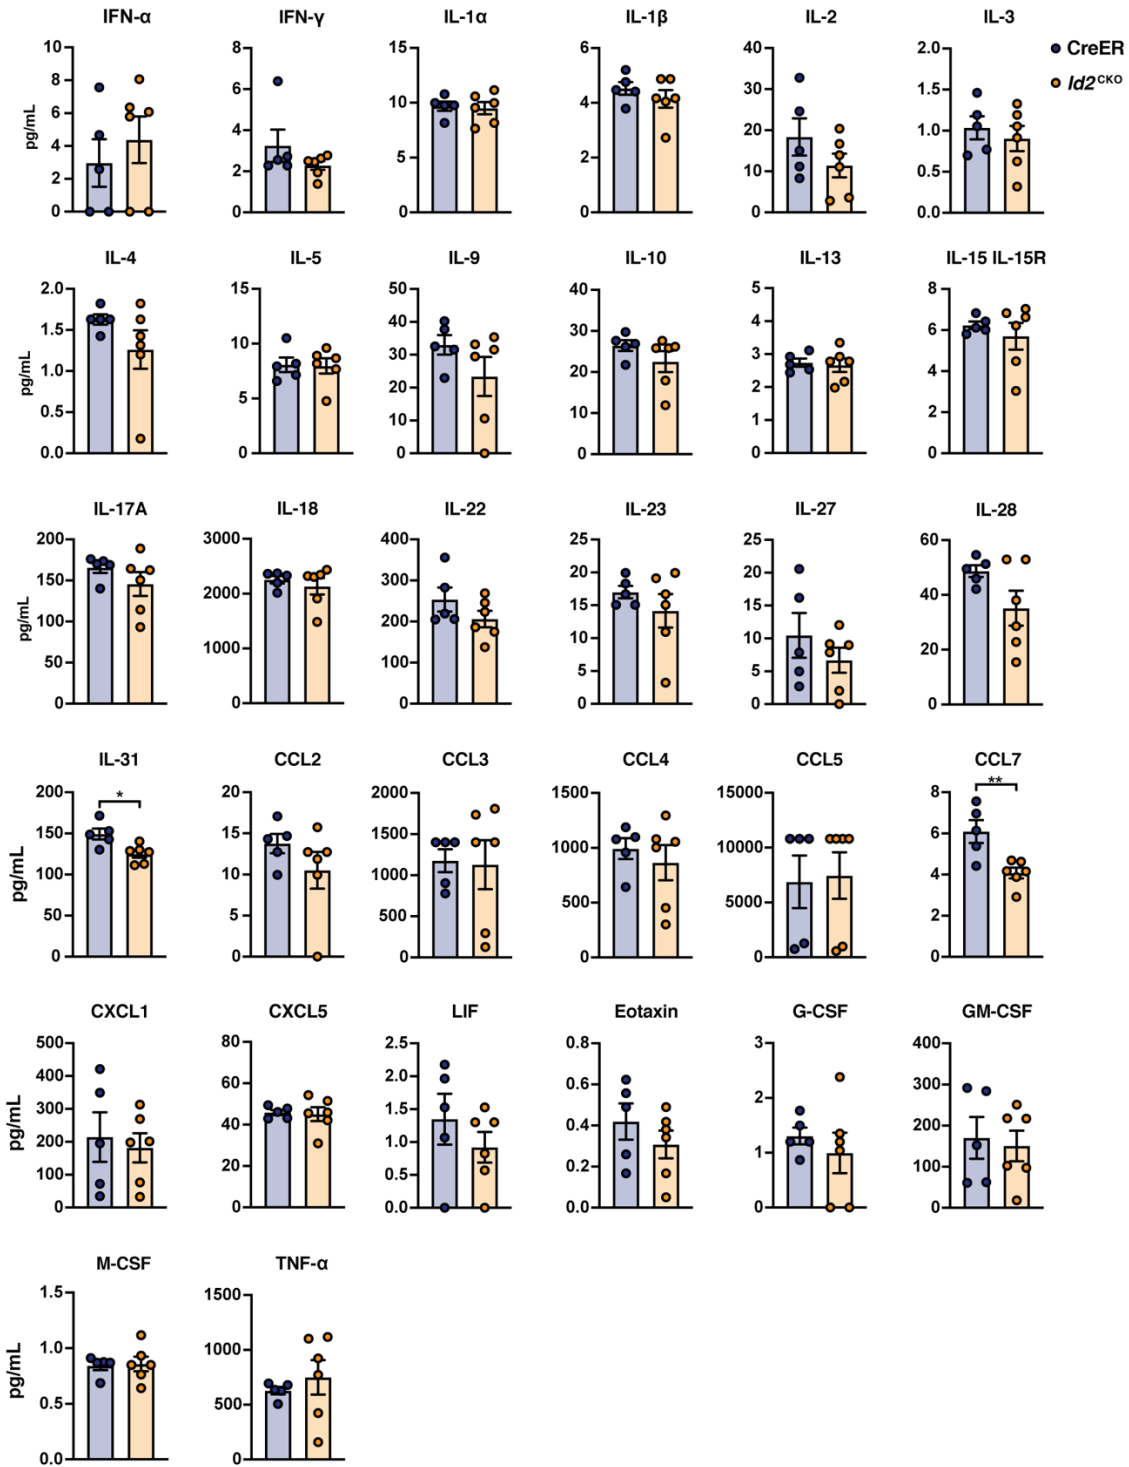 IFN-α IFN-γ IL-1α IL-1β IL-2 IL-3
CreER
Id2CKO
pg/mL
10 8 6 4 2 0
8 6 4 2 0
15 10 5 0
6 4 2 0
40 30 20 10 0
2.0 1.5 1.0 0.5 0.0
IL-4 IL-5 IL-9 IL-10 IL-13 IL-15 IL-15R
pg/mL
2.0 1.5 1.0 0.5 0.0
15 10 5 0
50 40 30 20 10 0
40 30 20 10 0
5 4 3 2 1 0
8 6 4 2 0
IL-17A IL-18 IL-22 IL-23 IL-27 IL-28
pg/mL
200 150 100 50 0
3000 2000 1000 0
400 300 200 100 0
25 20 15 10 5 0
25 20 15 10 5 0
60 40 20 0
IL-31 CCL2 CCL3 CCL4 CCL5 CCL7
pg/mL
200 150 100 50 0
*
20 15 10 5 0
2000 1500 1000 500 0
1500 1000 500 0
15000 10000 5000 0
8 6 4 2 0
**
CXCL1 CXCL5 LIF Eotaxin G-CSF GM-CSF
pg/mL
500 400 300 200 100 0
80 60 40 20 0
2.5 2.0 1.5 1.0 0.5 0.0
0.8 0.6 0.4 0.2 0.0
3 2 1 0
400 300 200 100 0
M-CSF TNF-α
pg/mL
1.5 1.0 0.5 0.0
1500 1000 500 0